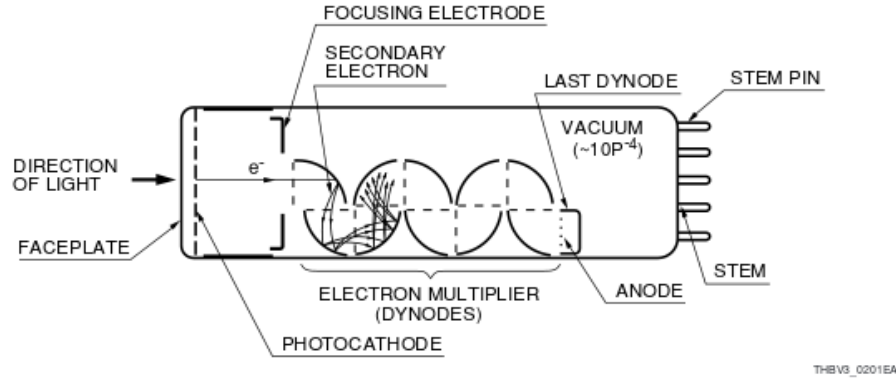 FOCUSING ELECTRODE
SECONDARY
ELECTRON
LAST DYNODE
STEM PIN
VACUUM
(~10P⁻⁴)
DIRECTION
OF LIGHT
e⁻
FACEPLATE
STEM
ELECTRON MULTIPLIER
(DYNODES)
ANODE
PHOTOCATHODE
THBV3_0201EA